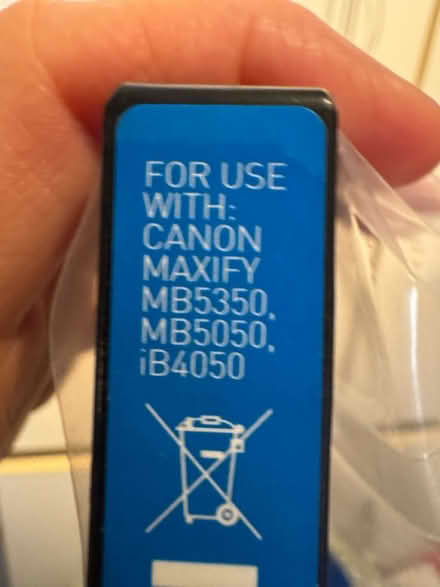 FOR USE
WITH:
CANON
MAXIFY
MB5350,
MB5050,
iB4050